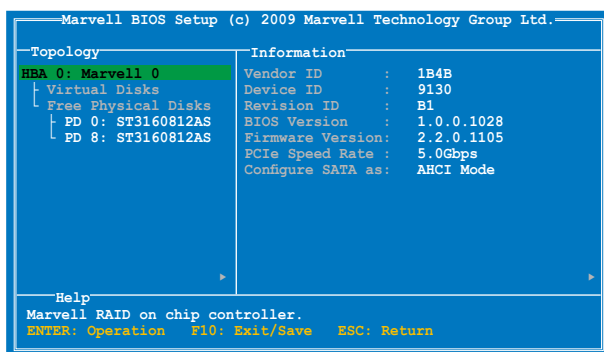 Marvell BIOS Setup (c) 2009 Marvell Technology Group Ltd.
Topology
HBA 0: Marvell 0
Virtual Disks
Free Physical Disks
PD 0: ST3160812AS
PD 8: ST3160812AS
Information
Vendor ID : 1B4B
Device ID : 9130
Revision ID : B1
BIOS Version : 1.0.0.1028
Firmware Version: 2.2.0.1105
PCIe Speed Rate : 5.0Gbps
Configure SATA as: AHCI Mode
Help
Marvell RAID on chip controller.
ENTER: Operation F10: Exit/Save ESC: Return